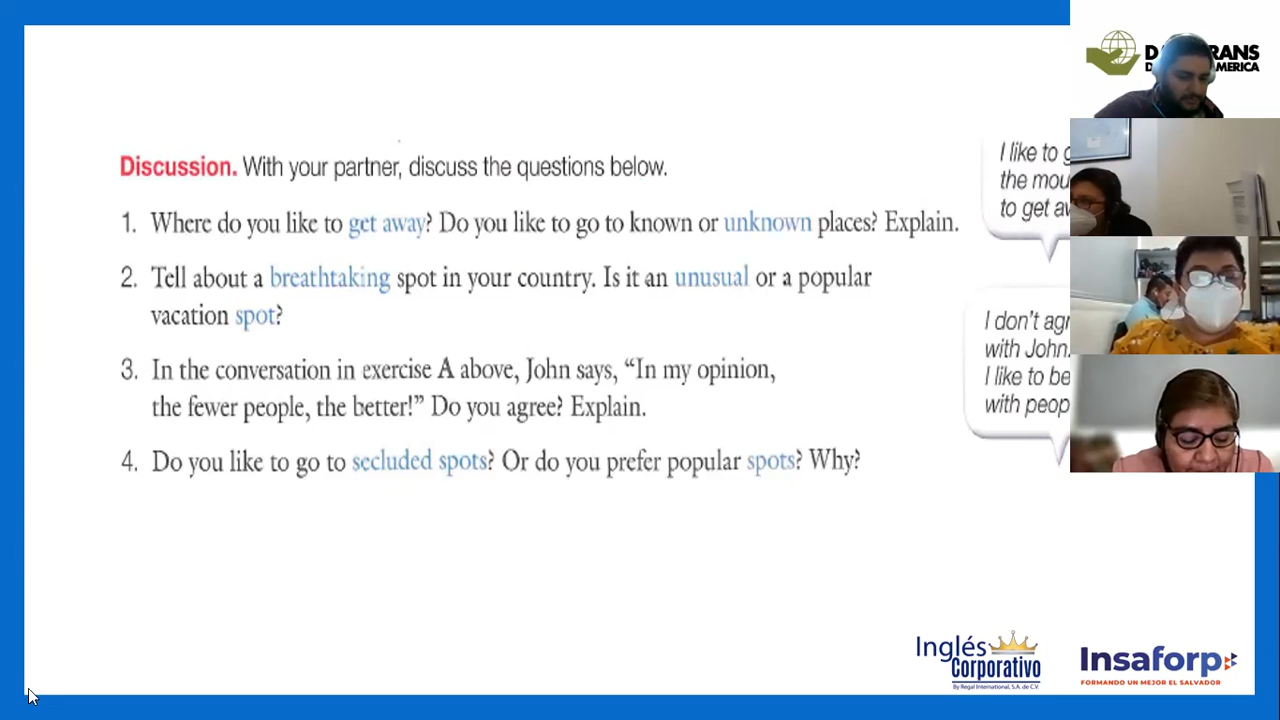 Discussion. With your partner, discuss the questions below.
1. Where do you like to get away? Do you like to go to known or unknown places? Explain.
2. Tell about a breathtaking spot in your country. Is it an unusual or a popular
vacation spot?
3. In the conversation in exercise A above, John says, “In my opinion,
the fewer people, the better!” Do you agree? Explain.
4. Do you like to go to secluded spots? Or do you prefer popular spots? Why?
I like to
the
to get
I don't
with John.
I like to be
with
Inglés
Corporativo
By Regal International, S.A. de C.V.
Insaforp
FORMANDO UN MEJOR EL SALVADOR